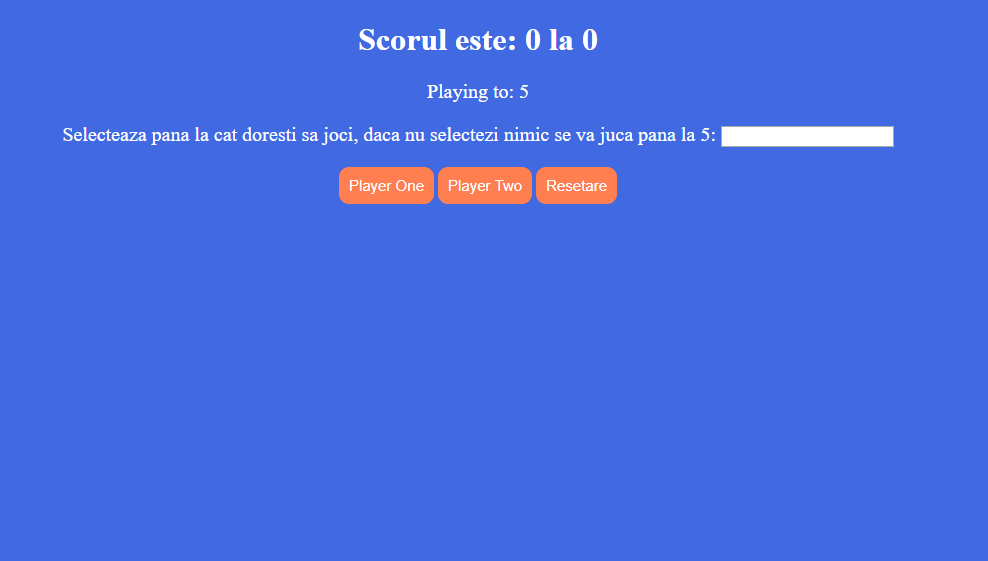 Scorul este: 0 la 0
Playing to: 5
Selecteaza pana la cat doresti sa joci, daca nu selectezi nimic se va juca pana la 5:
Player One Player Two Resetare